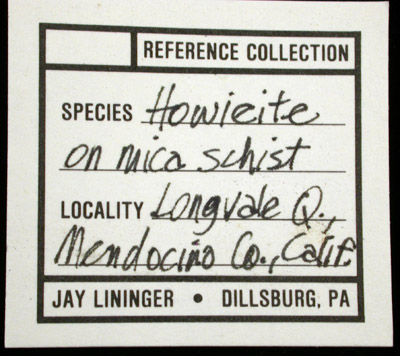 REFERENCE COLLECTION
SPECIES Howieite
on mica schist
LOCALITY Longvale Q.,
Mendocino Co., Calif.
JAY LININGER • DILLSBURG, PA